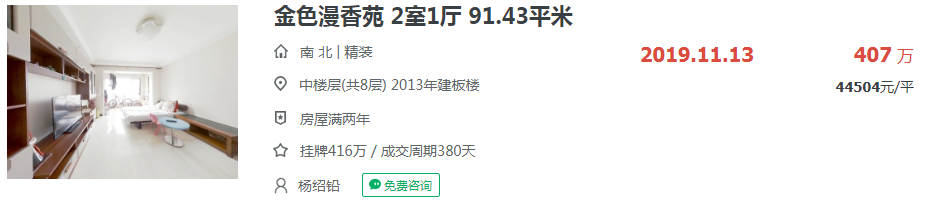 金色漫香苑 2室1厅 91.43平米
南 北 | 精装
2019.11.13
407 万
中楼层(共8层) 2013年建板楼
44504元/平
房屋满两年
挂牌416万 / 成交周期380天
杨绍铅
免费咨询